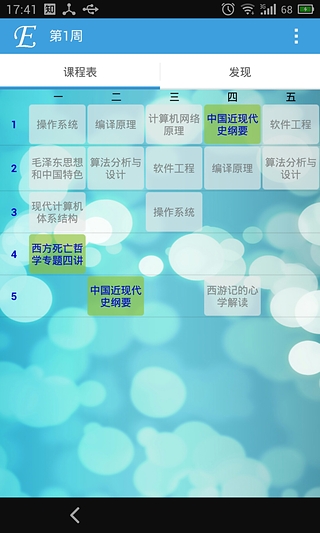 17:41 知 3G 68
E 第1周
课程表 发现
一 二 三 四 五
1 操作系统 编译原理 计算机网络 中国近现代 软件工程
原理 史纲要
2 毛泽东思想 算法分析与 软件工程 编译原理 算法分析与
和中国特色 设计 设计
3 现代计算机 操作系统
体系结构
4 西方死亡哲
学专题四讲
5 中国近现代 西游记的心
史纲要 学解读